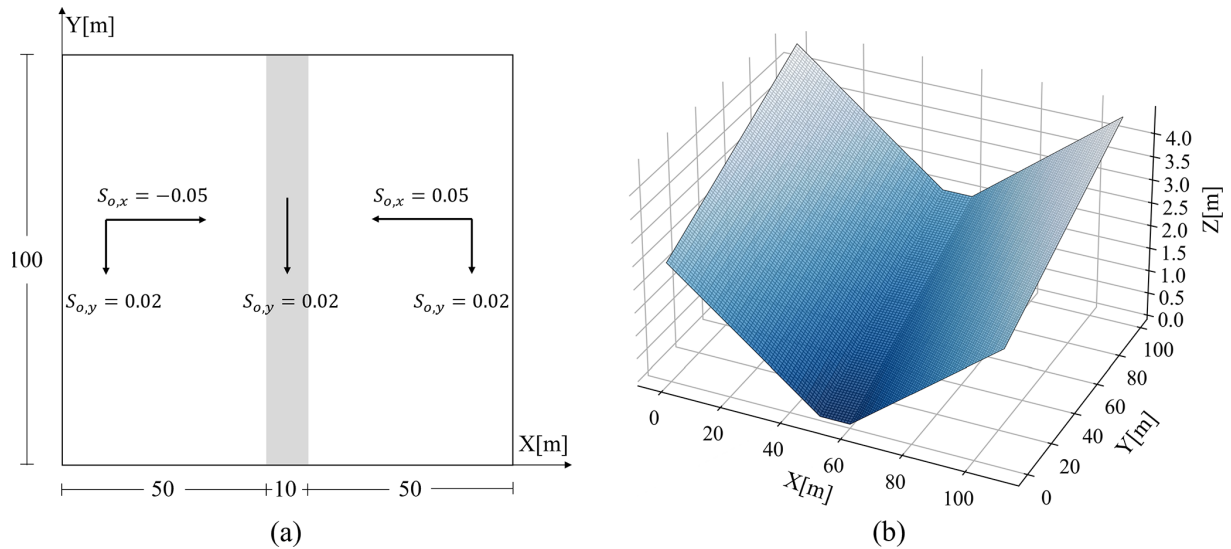 Y[m]
S_{o,x} = −0.05
S_{o,x} = 0.05
100
S_{o,y} = 0.02
S_{o,y} = 0.02
S_{o,y} = 0.02
X[m]
50
10
50
(a)
4.0
3.5
3.0
2.5
2.0
1.5
1.0
0.5
0.0
Z[m]
100
80
60
40
20
0
Y[m]
0
20
40
60
80
100
X[m]
(b)